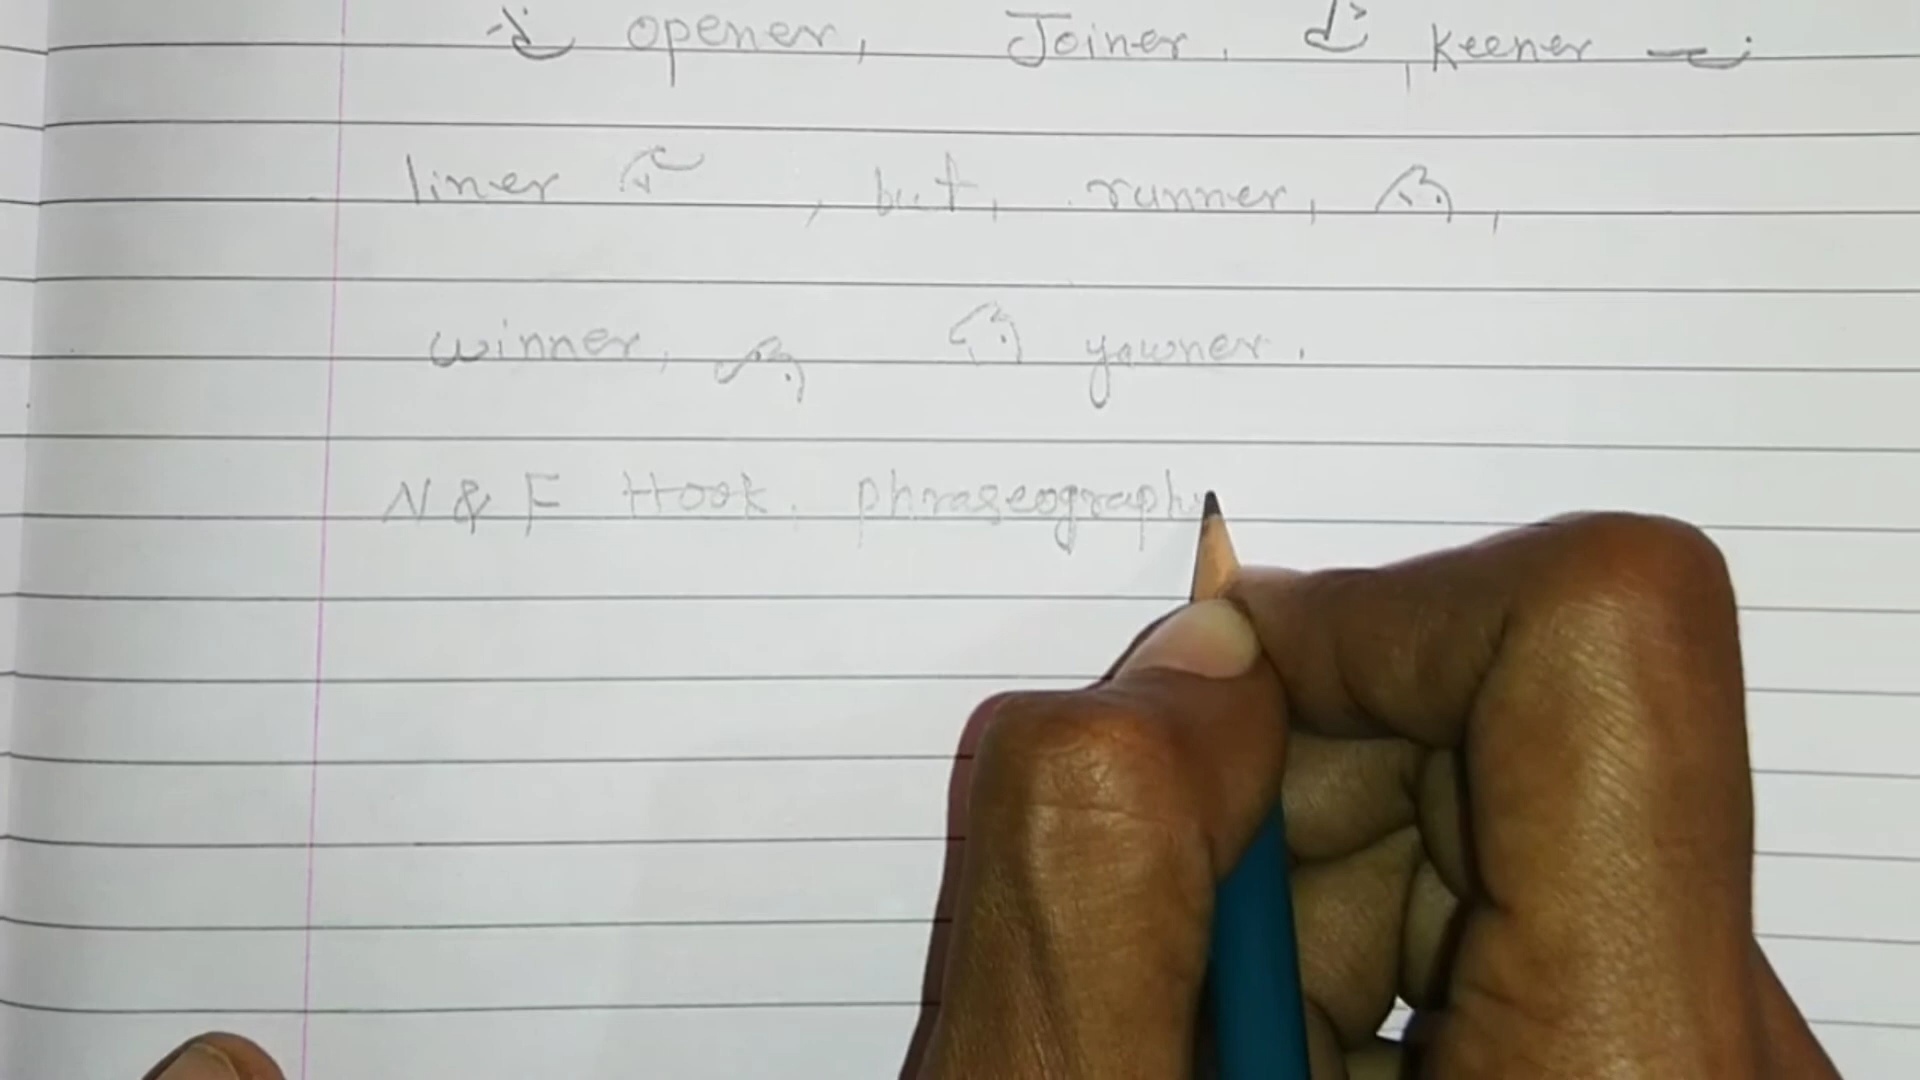 opener, Joiner, , keener
liner , but, runner, ,
winner, yawner.
N & F Hook. phraseography